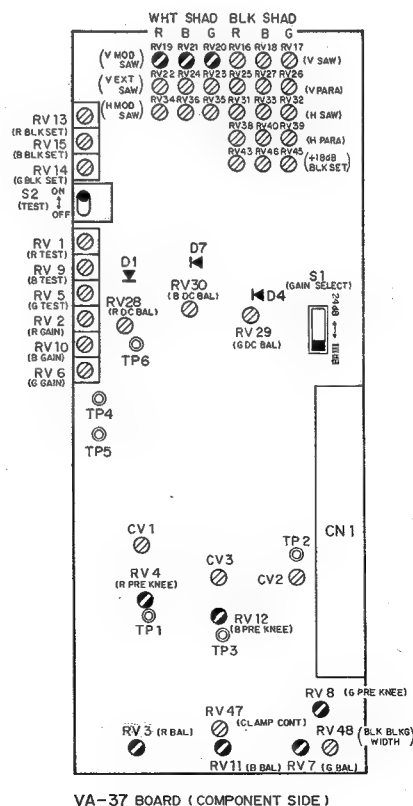 WHT SHAD BLK SHAD
R B G R B G
(V MOD SAW) RV19 RV21 RV20 RV16 RV18 RV17 (V SAW)
(V EXT SAW) RV22 RV24 RV23 RV25 RV27 RV26 (V PARA)
(H MOD SAW) RV34 RV36 RV35 RV31 RV33 RV32 (H SAW)
RV38 RV40 RV39 (H PARA)
RV43 RV46 RV45 (+18dB BLK SET)
RV 13
(R BLK SET)
RV 15
(B BLK SET)
RV 14
(G BLK SET)
S2 ON
(TEST) OFF
RV 1
(R TEST)
RV 9
(B TEST)
RV 5
(G TEST)
RV 2
(R GAIN)
RV 10
(B GAIN)
RV 6
(G GAIN)
D1
D7
RV30
(B DC BAL)
RV28
(R DC BAL)
D4
RV 29
(G DC BAL)
S1
(GAIN SELECT)
24dB ↔
TP6
TP4
TP5
CN 1
CV 1
TP 2
CV3
CV2
RV 4
(R PRE KNEE)
TP1
RV 12
(B PRE KNEE)
TP3
RV 8 (G PRE KNEE)
RV 47
(CLAMP CONT)
RV 3 (R BAL)
RV 48 (BLK BLKG WIDTH)
RV 11 (B BAL)
RV 7 (G BAL)
VA-37 BOARD (COMPONENT SIDE)